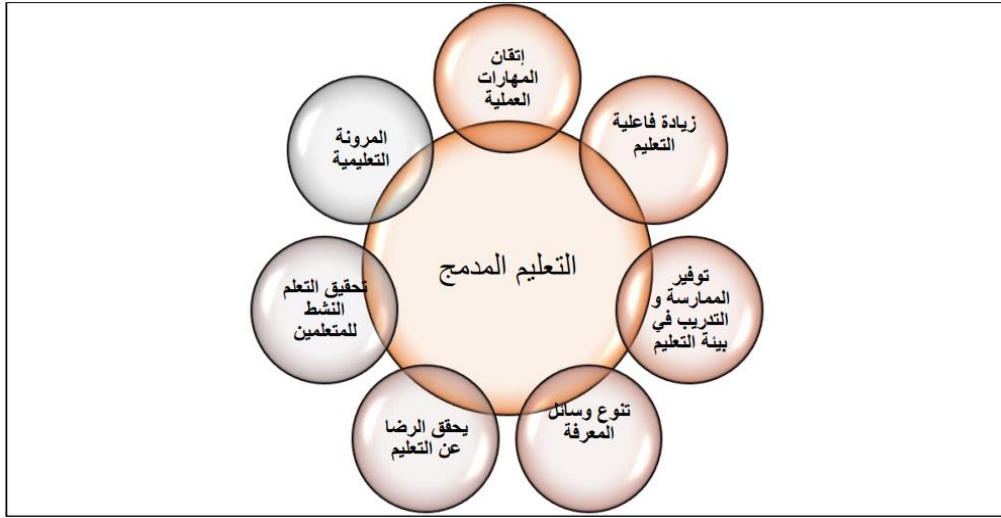 إتقان
المهارات
العملية
زيادة فاعلية
التعليم
توفير
الممارسة و
التدريب في
بيئة التعليم
تنوع وسائل
المعرفة
يحقق الرضا
عن التعليم
تحقيق التعلم
النشط
للمتعلمين
المرونة
التعليمية
التعليم المدمج